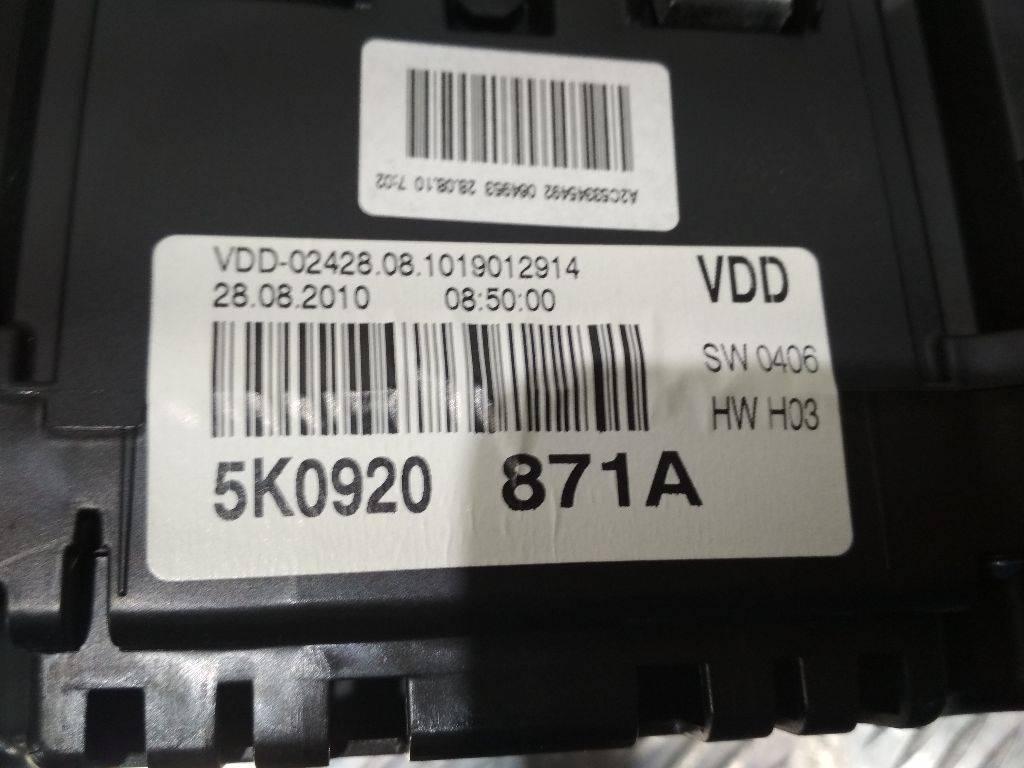 A2C53345492 064953 28.08.10 7:02
VDD-02428.08.1019012914
28.08.2010 08:50:00
VDD
SW 0406
HW H03
5K0920 871A